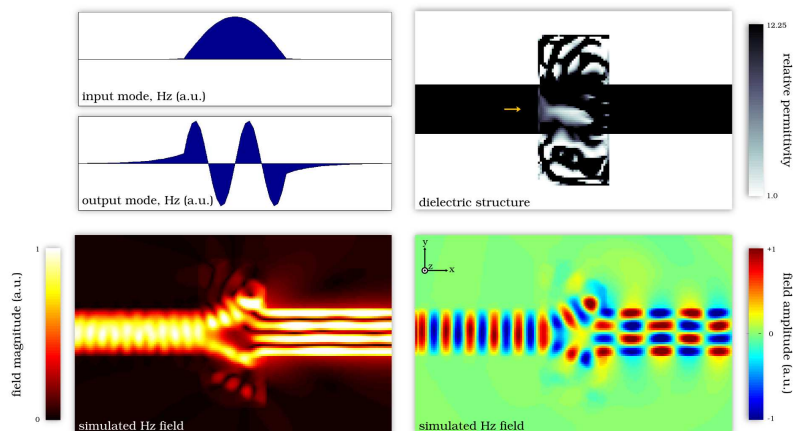 input mode, Hz (a.u.)
12.25
relative permittivity
1.0
output mode, Hz (a.u.)
dielectric structure
1
field magnitude (a.u.)
0
simulated Hz field
y
z
x
+1
field amplitude (a.u.)
0
-1
simulated Hz field